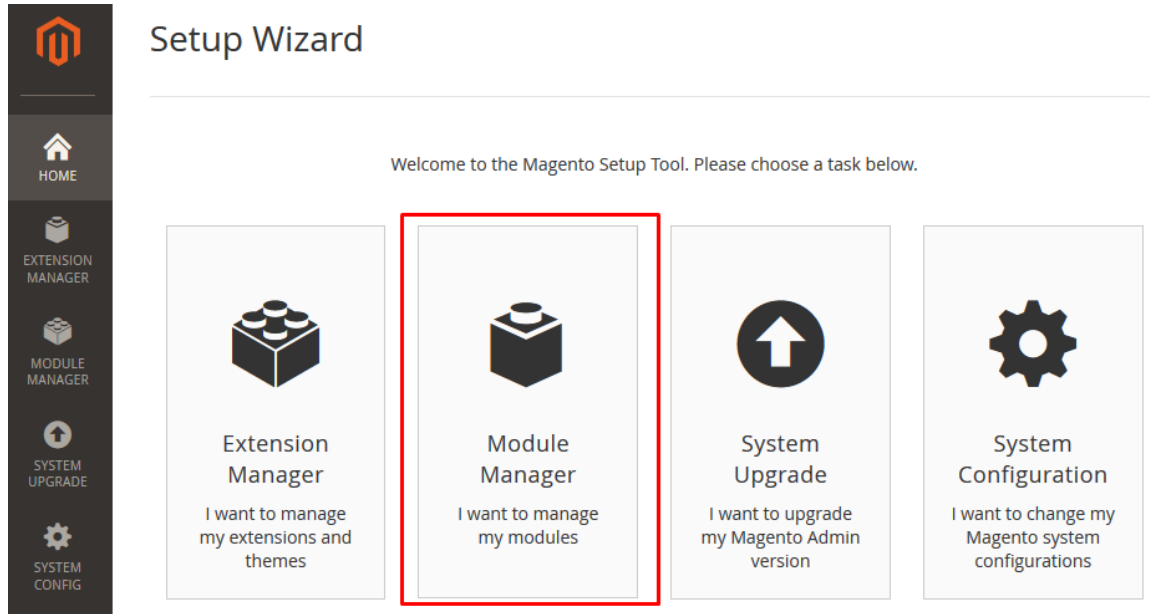 Setup Wizard
HOME
EXTENSION
MANAGER
MODULE
MANAGER
SYSTEM
UPGRADE
SYSTEM
CONFIG
Welcome to the Magento Setup Tool. Please choose a task below.
Extension
Manager
I want to manage
my extensions and
themes
Module
Manager
I want to manage
my modules
System
Upgrade
I want to upgrade
my Magento Admin
version
System
Configuration
I want to change my
Magento system
configurations